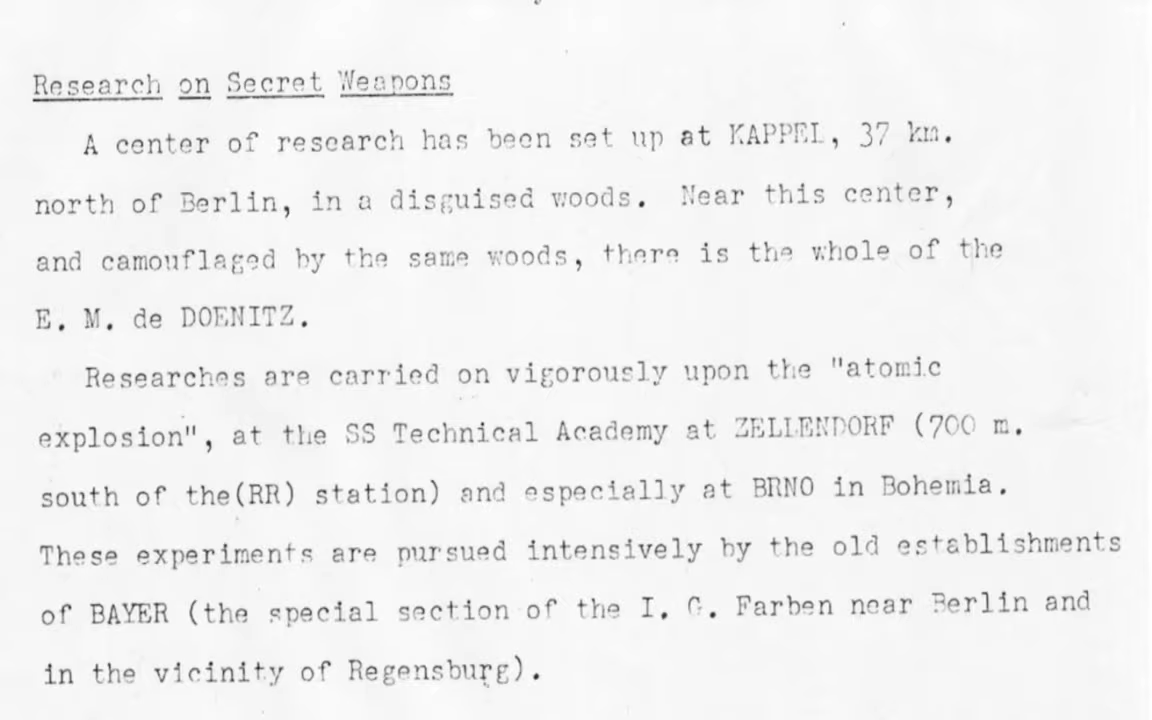 Research on Secret Weapons
A center of research has been set up at KAPPEL, 37 km.
north of Berlin, in a disguised woods. Near this center,
and camouflaged by the same woods, there is the whole of the
E. M. de DOENITZ.
Researches are carried on vigorously upon the "atomic
explosion", at the SS Technical Academy at ZELLENDORF (700 m.
south of the(RR) station) and especially at BRNO in Bohemia.
These experiments are pursued intensively by the old establishments
of BAYER (the special section of the I. G. Farben near Berlin and
in the vicinity of Regensburg).